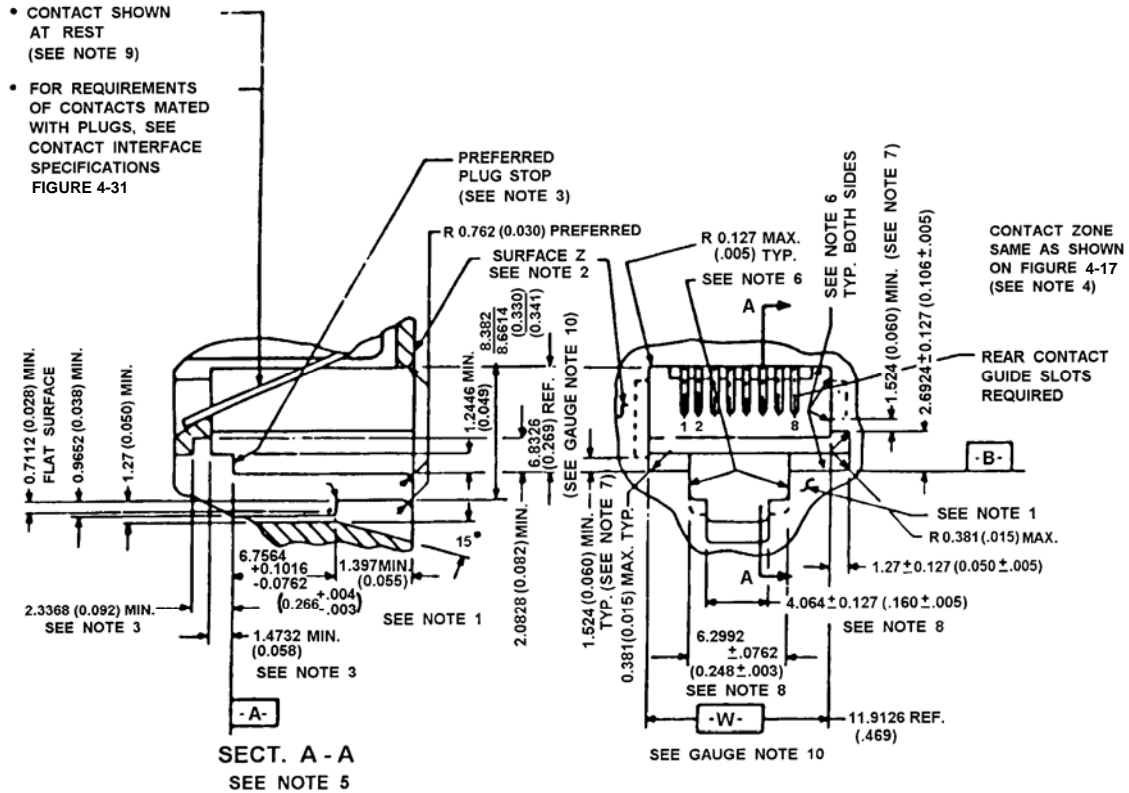 • CONTACT SHOWN
AT REST
(SEE NOTE 9)
• FOR REQUIREMENTS
OF CONTACTS MATED
WITH PLUGS, SEE
CONTACT INTERFACE
SPECIFICATIONS
FIGURE 4-31
PREFERRED
PLUG STOP
(SEE NOTE 3)
R 0.762 (0.030) PREFERRED
SURFACE Z
SEE NOTE 2
R 0.127 MAX.
(.005) TYP.
SEE NOTE 6
SEE NOTE 6
TYP. BOTH SIDES
1.524 (0.060) MIN. (SEE NOTE 7)
2.6924±0.127 (0.106±.005)
CONTACT ZONE
SAME AS SHOWN
ON FIGURE 4-17
(SEE NOTE 4)
REAR CONTACT
GUIDE SLOTS
REQUIRED
A
1 2 8
-B-
0.7112 (0.028) MIN.
FLAT SURFACE
0.9652 (0.038) MIN.
1.27 (0.050) MIN.
8.382
8.6614
(0.330)
(0.341)
1.2446 MIN.
(0.049)
6.8326
(0.269) REF.
(SEE GAUGE NOTE 10)
2.0828 (0.082) MIN.
1.524 (0.060) MIN.
TYP. (SEE NOTE 7)
0.381(0.015) MAX. TYP.
15°
6.7564
+0.1016
-0.0762
(0.266 +.004 -.003)
1.397MIN.
(0.055)
SEE NOTE 1
2.3368 (0.092) MIN.
SEE NOTE 3
1.4732 MIN.
(0.058)
SEE NOTE 3
-A-
SECT. A-A
SEE NOTE 5
SEE NOTE 1
R 0.381 (.015) MAX.
1.27±0.127 (0.050±.005)
A
4.064±0.127 (.160±.005)
SEE NOTE 8
6.2992
±.0762
(0.248±.003)
SEE NOTE 8
-W-
11.9126 REF.
(.469)
SEE GAUGE NOTE 10